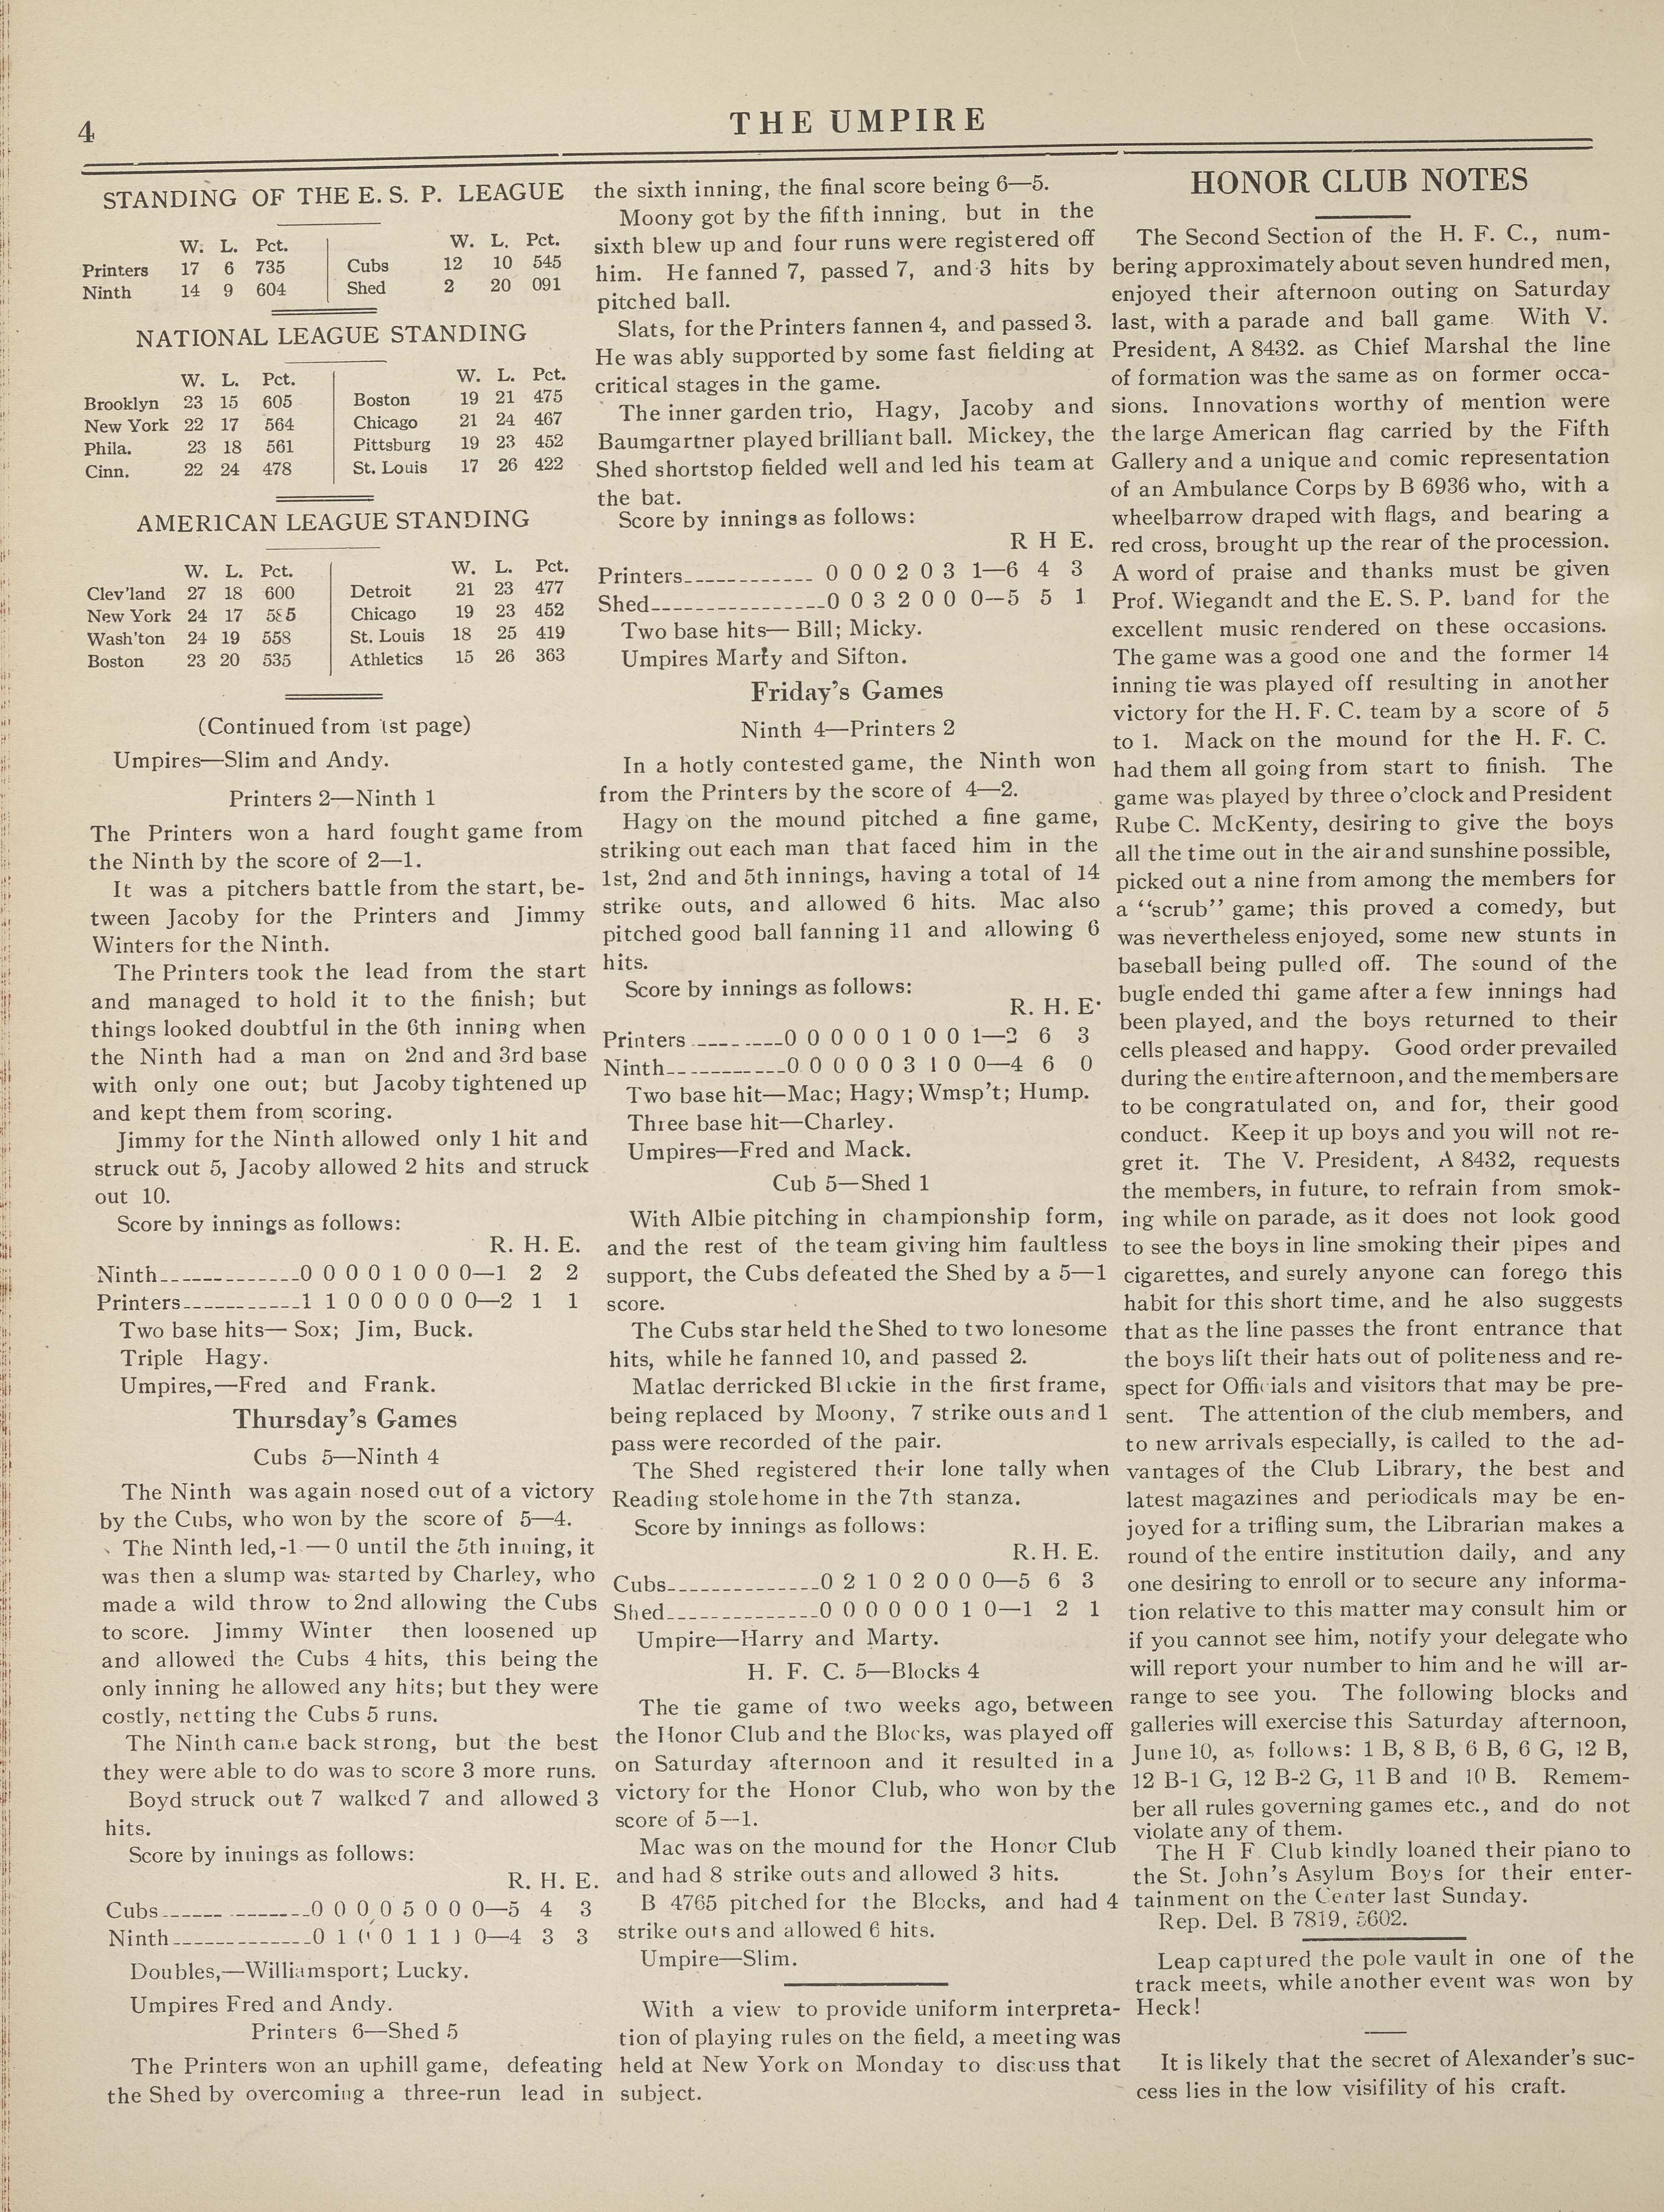 4
THE UMPIRE
STANDING OF THE E. S. P. LEAGUE
W. L. Pct. W. L. Pct.
Printers 17 6 735 Cubs 12 10 545
Ninth 14 9 604 Shed 2 20 091
NATIONAL LEAGUE STANDING
W. L. Pct. W. L. Pct.
Brooklyn 23 15 605 Boston 19 21 475
New York 22 17 564 Chicago 21 24 467
Phila. 23 18 561 Pittsburg 19 23 452
Cinn. 22 24 478 St. Louis 17 26 422
AMERICAN LEAGUE STANDING
W. L. Pct. W. L. Pct.
Clev'land 27 18 600 Detroit 21 23 477
New York 24 17 585 Chicago 19 23 452
Wash'ton 24 19 558 St. Louis 18 25 419
Boston 23 20 535 Athletics 15 26 363
(Continued from 1st page)
Umpires—Slim and Andy.
Printers 2—Ninth 1
The Printers won a hard fought game from
the Ninth by the score of 2—1.
It was a pitchers battle from the start, be-
tween Jacoby for the Printers and Jimmy
Winters for the Ninth.
The Printers took the lead from the start
and managed to hold it to the finish; but
things looked doubtful in the 6th inning when
the Ninth had a man on 2nd and 3rd base
with only one out; but Jacoby tightened up
and kept them from scoring.
Jimmy for the Ninth allowed only 1 hit and
struck out 5, Jacoby allowed 2 hits and struck
out 10.
Score by innings as follows:
R. H. E.
Ninth-------------0 0 0 0 1 0 0 0—1 2 2
Printers-----------1 1 0 0 0 0 0 0—2 1 1
Two base hits— Sox; Jim, Buck.
Triple Hagy.
Umpires,—Fred and Frank.
Thursday's Games
Cubs 5—Ninth 4
The Ninth was again nosed out of a victory
by the Cubs, who won by the score of 5—4.
The Ninth led,-1 — 0 until the 5th inning, it
was then a slump was started by Charley, who
made a wild throw to 2nd allowing the Cubs
to score. Jimmy Winter then loosened up
and allowed the Cubs 4 hits, this being the
only inning he allowed any hits; but they were
costly, netting the Cubs 5 runs.
The Ninth came back strong, but the best
they were able to do was to score 3 more runs.
Boyd struck out 7 walked 7 and allowed 3
hits.
Score by innings as follows:
R. H. E.
Cubs--------------0 0 0 0 5 0 0 0—5 4 3
Ninth-------------0 1 0 0 1 1 1 0—4 3 3
Doubles,—Williamsport; Lucky.
Umpires Fred and Andy.
Printers 6—Shed 5
The Printers won an uphill game, defeating
the Shed by overcoming a three-run lead in
the sixth inning, the final score being 6—5.
Moony got by the fifth inning, but in the
sixth blew up and four runs were registered off
him. He fanned 7, passed 7, and 3 hits by
pitched ball.
Slats, for the Printers fannen 4, and passed 3.
He was ably supported by some fast fielding at
critical stages in the game.
The inner garden trio, Hagy, Jacoby and
Baumgartner played brilliant ball. Mickey, the
Shed shortstop fielded well and led his team at
the bat.
Score by innings as follows:
R H E.
Printers------------- 0 0 0 2 0 3 1—6 4 3
Shed-----------------0 0 3 2 0 0 0—5 5 1
Two base hits— Bill; Micky.
Umpires Marty and Sifton.
Friday's Games
Ninth 4—Printers 2
In a hotly contested game, the Ninth won
from the Printers by the score of 4—2.
Hagy on the mound pitched a fine game,
striking out each man that faced him in the
1st, 2nd and 5th innings, having a total of 14
strike outs, and allowed 6 hits. Mac also
pitched good ball fanning 11 and allowing 6
hits.
Score by innings as follows:
R. H. E.
Printers ---------0 0 0 0 0 1 0 0 1—2 6 3
Ninth------------0 0 0 0 0 3 1 0 0—4 6 0
Two base hit—Mac; Hagy; Wmsp't; Hump.
Three base hit—Charley.
Umpires—Fred and Mack.
Cub 5—Shed 1
With Albie pitching in championship form,
and the rest of the team giving him faultless
support, the Cubs defeated the Shed by a 5—1
score.
The Cubs star held the Shed to two lonesome
hits, while he fanned 10, and passed 2.
Matlac derricked Blackie in the first frame,
being replaced by Moony, 7 strike outs and 1
pass were recorded of the pair.
The Shed registered their lone tally when
Reading stole home in the 7th stanza.
Score by innings as follows:
R. H. E.
Cubs---------------0 2 1 0 2 0 0 0—5 6 3
Shed---------------0 0 0 0 0 0 1 0—1 2 1
Umpire—Harry and Marty.
H. F. C. 5—Blocks 4
The tie game of two weeks ago, between
the Honor Club and the Blocks, was played off
on Saturday afternoon and it resulted in a
victory for the Honor Club, who won by the
score of 5—1.
Mac was on the mound for the Honor Club
and had 8 strike outs and allowed 3 hits.
B 4765 pitched for the Blocks, and had 4
strike outs and allowed 6 hits.
Umpire—Slim.
With a view to provide uniform interpreta-
tion of playing rules on the field, a meeting was
held at New York on Monday to discuss that
subject.
HONOR CLUB NOTES
The Second Section of the H. F. C., num-
bering approximately about seven hundred men,
enjoyed their afternoon outing on Saturday
last, with a parade and ball game. With V.
President, A 8432. as Chief Marshal the line
of formation was the same as on former occa-
sions. Innovations worthy of mention were
the large American flag carried by the Fifth
Gallery and a unique and comic representation
of an Ambulance Corps by B 6936 who, with a
wheelbarrow draped with flags, and bearing a
red cross, brought up the rear of the procession.
A word of praise and thanks must be given
Prof. Wiegandt and the E. S. P. band for the
excellent music rendered on these occasions.
The game was a good one and the former 14
inning tie was played off resulting in another
victory for the H. F. C. team by a score of 5
to 1. Mack on the mound for the H. F. C.
had them all going from start to finish. The
game was played by three o'clock and President
Rube C. McKenty, desiring to give the boys
all the time out in the air and sunshine possible,
picked out a nine from among the members for
a "scrub" game; this proved a comedy, but
was nevertheless enjoyed, some new stunts in
baseball being pulled off. The sound of the
bugle ended thi game after a few innings had
been played, and the boys returned to their
cells pleased and happy. Good order prevailed
during the entire afternoon, and the members are
to be congratulated on, and for, their good
conduct. Keep it up boys and you will not re-
gret it. The V. President, A 8432, requests
the members, in future, to refrain from smok-
ing while on parade, as it does not look good
to see the boys in line smoking their pipes and
cigarettes, and surely anyone can forego this
habit for this short time, and he also suggests
that as the line passes the front entrance that
the boys lift their hats out of politeness and re-
spect for Officials and visitors that may be pre-
sent. The attention of the club members, and
to new arrivals especially, is called to the ad-
vantages of the Club Library, the best and
latest magazines and periodicals may be en-
joyed for a trifling sum, the Librarian makes a
round of the entire institution daily, and any
one desiring to enroll or to secure any informa-
tion relative to this matter may consult him or
if you cannot see him, notify your delegate who
will report your number to him and he will ar-
range to see you. The following blocks and
galleries will exercise this Saturday afternoon,
June 10, as follows: 1 B, 8 B, 6 B, 6 G, 12 B,
12 B-1 G, 12 B-2 G, 11 B and 10 B. Remem-
ber all rules governing games etc., and do not
violate any of them.
The H F Club kindly loaned their piano to
the St. John's Asylum Boys for their enter-
tainment on the Center last Sunday.
Rep. Del. B 7819, 5602.
Leap captured the pole vault in one of the
track meets, while another event was won by
Heck!
It is likely that the secret of Alexander's suc-
cess lies in the low visifility of his craft.